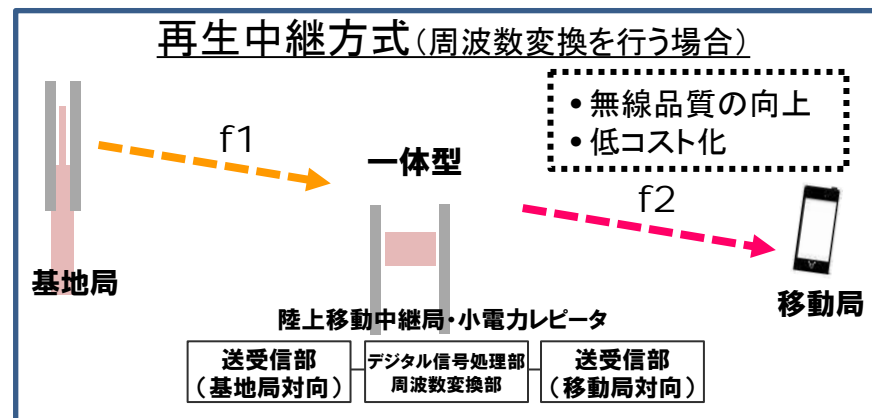 再生中継方式(周波数変換を行う場合)
• 無線品質の向上
• 低コスト化
f1
一体型
f2
基地局
移動局
陸上移動中継局・小電力レピータ
送受信部
(基地局対向)
デジタル信号処理部
周波数変換部
送受信部
(移動局対向)